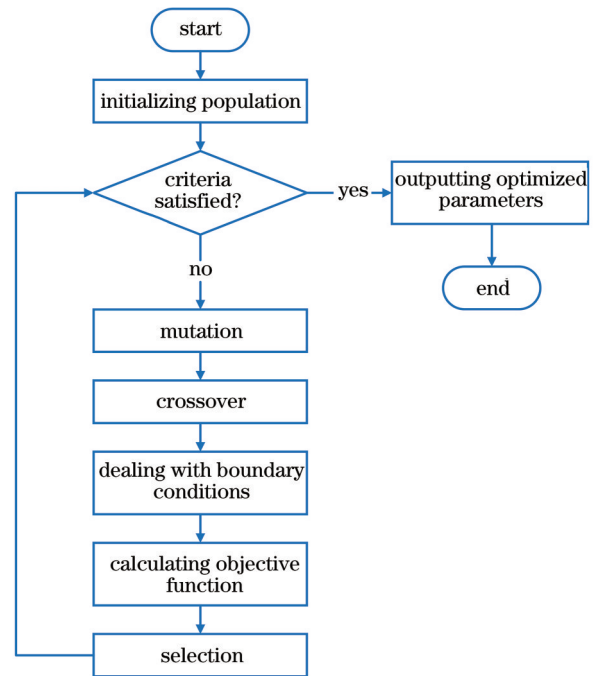 start
initializing population
criteria
satisfied?
yes
outputting optimized
parameters
end
no
mutation
crossover
dealing with boundary
conditions
calculating objective
function
selection